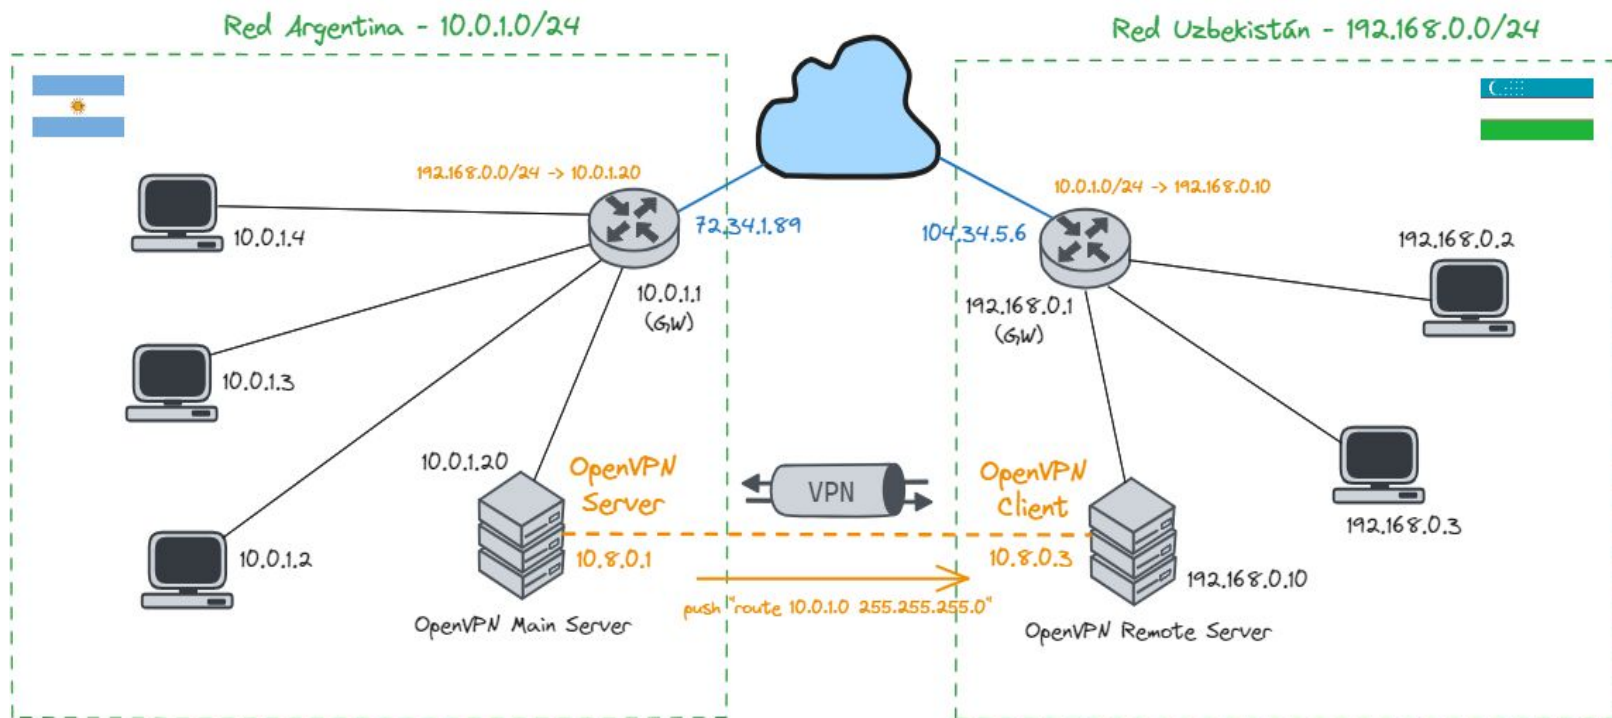 Red Argentina - 10.0.1.0/24
Red Uzbekistán - 192.168.0.0/24
192.168.0.0/24 -> 10.0.1.20
10.0.1.0/24 -> 192.168.0.10
10.0.1.4
72.34.1.89
104.34.5.6
192.168.0.2
10.0.1.1
(GW)
192.168.0.1
(GW)
10.0.1.3
10.0.1.20
OpenVPN
Server
VPN
OpenVPN
Client
192.168.0.3
10.0.1.2
10.8.0.1
10.8.0.3
192.168.0.10
push "route 10.0.1.0 255.255.255.0"
OpenVPN Main Server
OpenVPN Remote Server